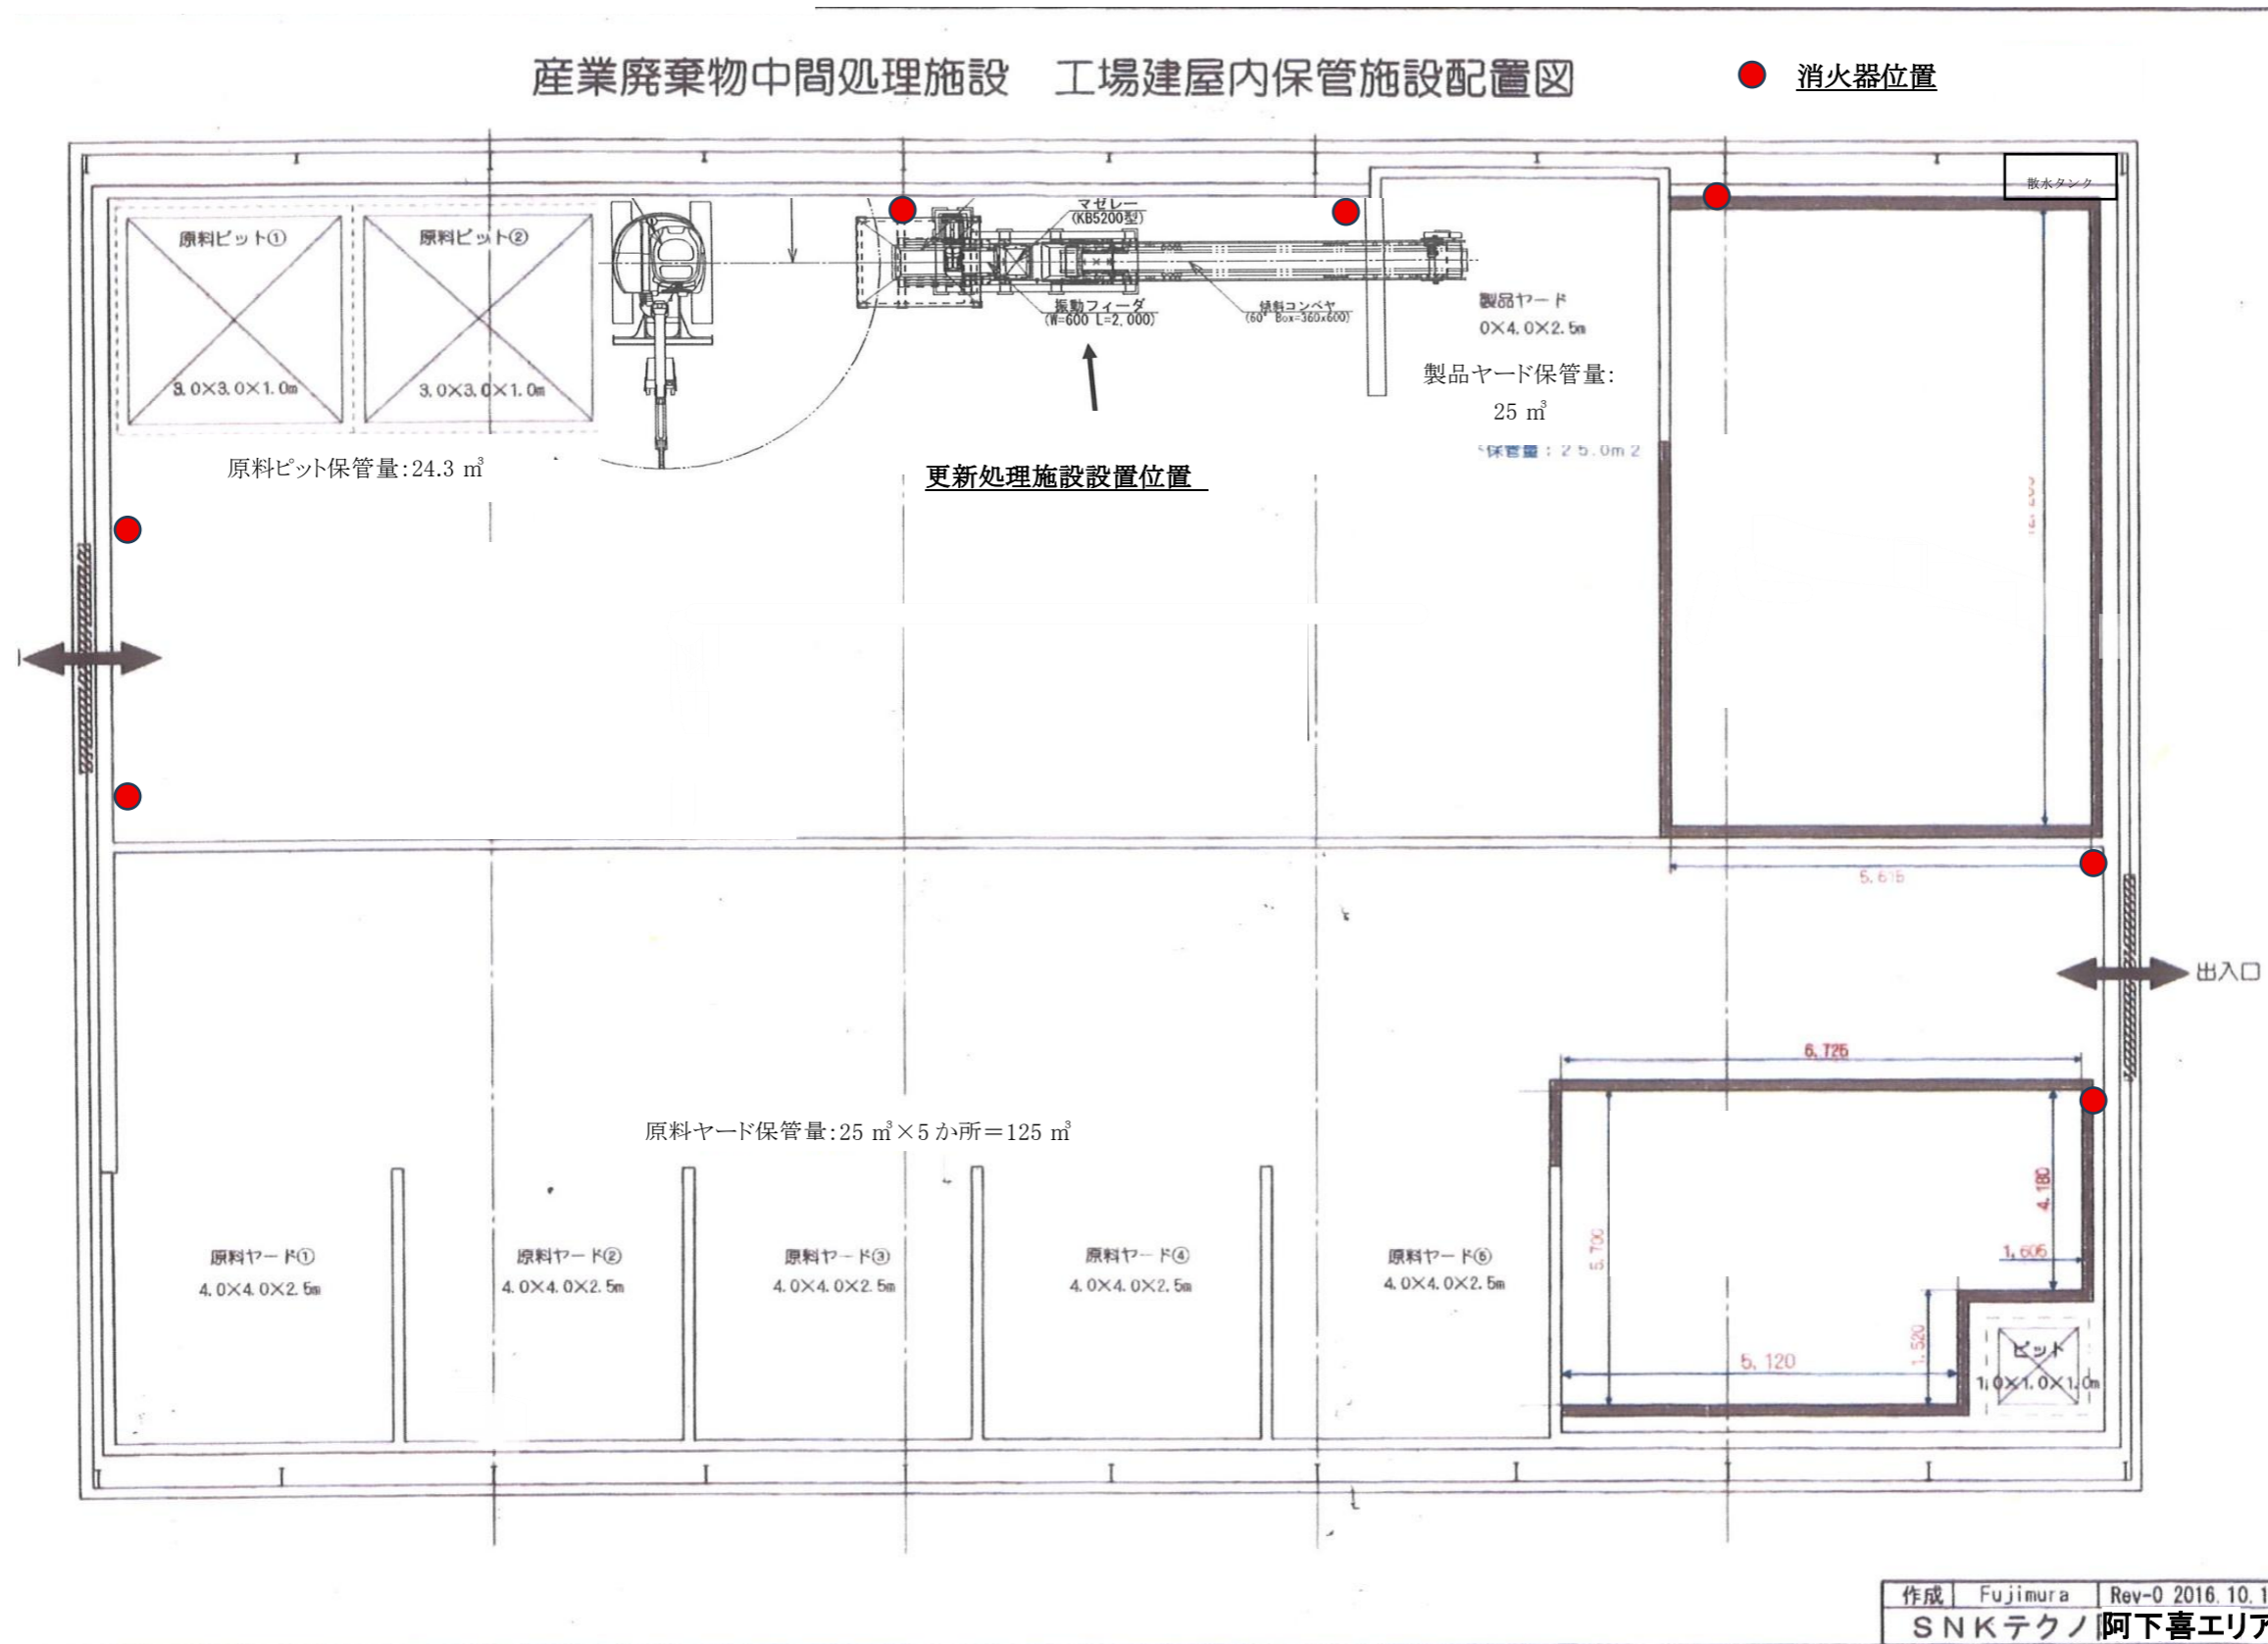 産業廃棄物中間処理施設 工場建屋内保管施設配置図
消火器位置
散水タンク
原料ピット①
原料ピット②
3.0×3.0×1.0m
3.0×3.0×1.0m
原料ピット保管量:24.3 ㎥
マゼレー
(KB5200型)
振動フィーダ
(W=600 L=2,000)
傾斜コンベヤ
(60° Box=360x600)
更新処理施設設置位置
製品ヤード
0×4.0×2.5m
製品ヤード保管量:
25 ㎥
保管量:25.0m2
5,615
出入口
6,725
原料ヤード保管量:25 ㎥×5か所=125 ㎥
原料ヤード①
4.0×4.0×2.5m
原料ヤード②
4.0×4.0×2.5m
原料ヤード③
4.0×4.0×2.5m
原料ヤード④
4.0×4.0×2.5m
原料ヤード⑤
4.0×4.0×2.5m
5,700
4,180
1,605
1,520
5,120
ピット
1.0×1.0×1.0m
作成 Fujimura Rev-0 2016.10.1
SNKテクノ 阿下喜エリア